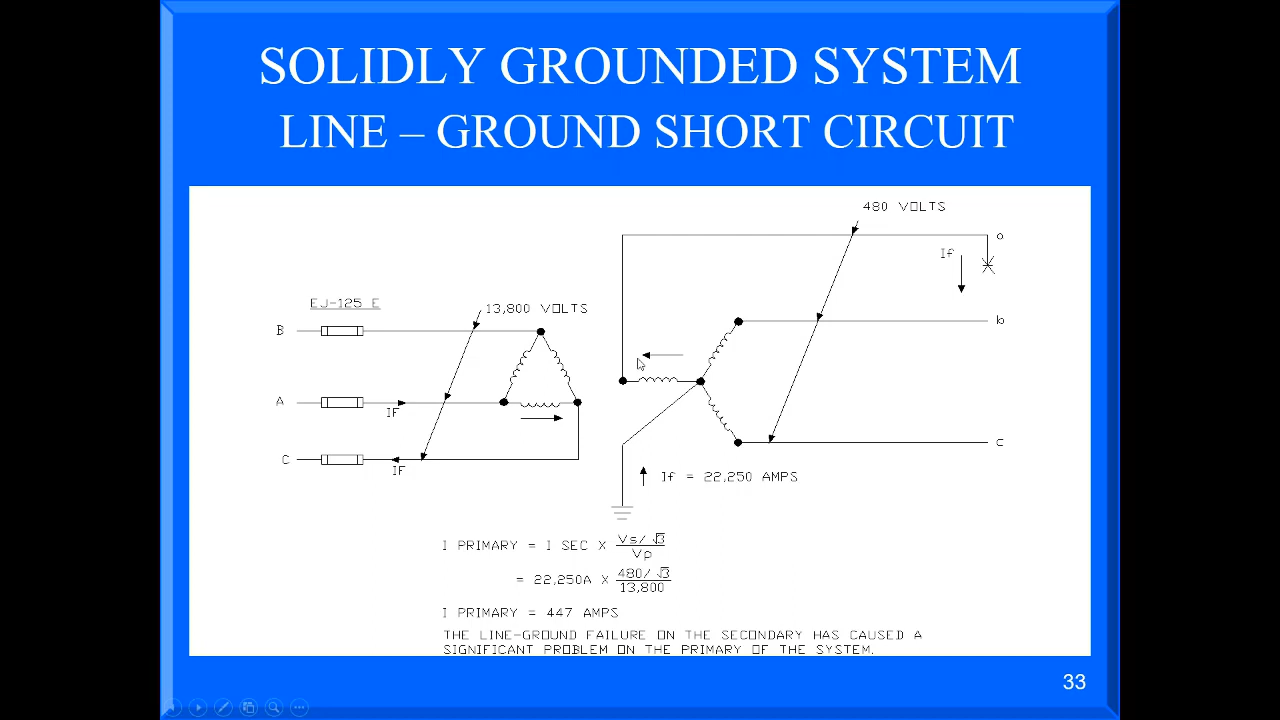 SOLIDLY GROUNDED SYSTEM
LINE – GROUND SHORT CIRCUIT
480 VOLTS
a
If
EJ-125 E
13,800 VOLTS
B
b
A
IF
C
IF
c
If = 22,250 AMPS
I PRIMARY = I SEC X Vs/√3
Vp
= 22,250A X 480/√3
13,800
I PRIMARY = 447 AMPS
THE LINE-GROUND FAILURE ON THE SECONDARY HAS CAUSED A
SIGNIFICANT PROBLEM ON THE PRIMARY OF THE SYSTEM.
33